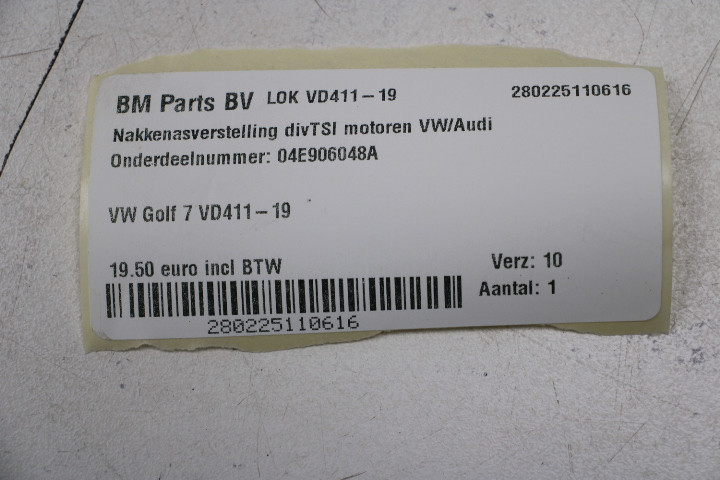 BM Parts BV LOK VD411-19 280225110616
Nakkenasverstelling divTSI motoren VW/Audi
Onderdeelnummer: 04E906048A
VW Golf 7 VD411-19
19.50 euro incl BTW Verz: 10
Aantal: 1
280225110616